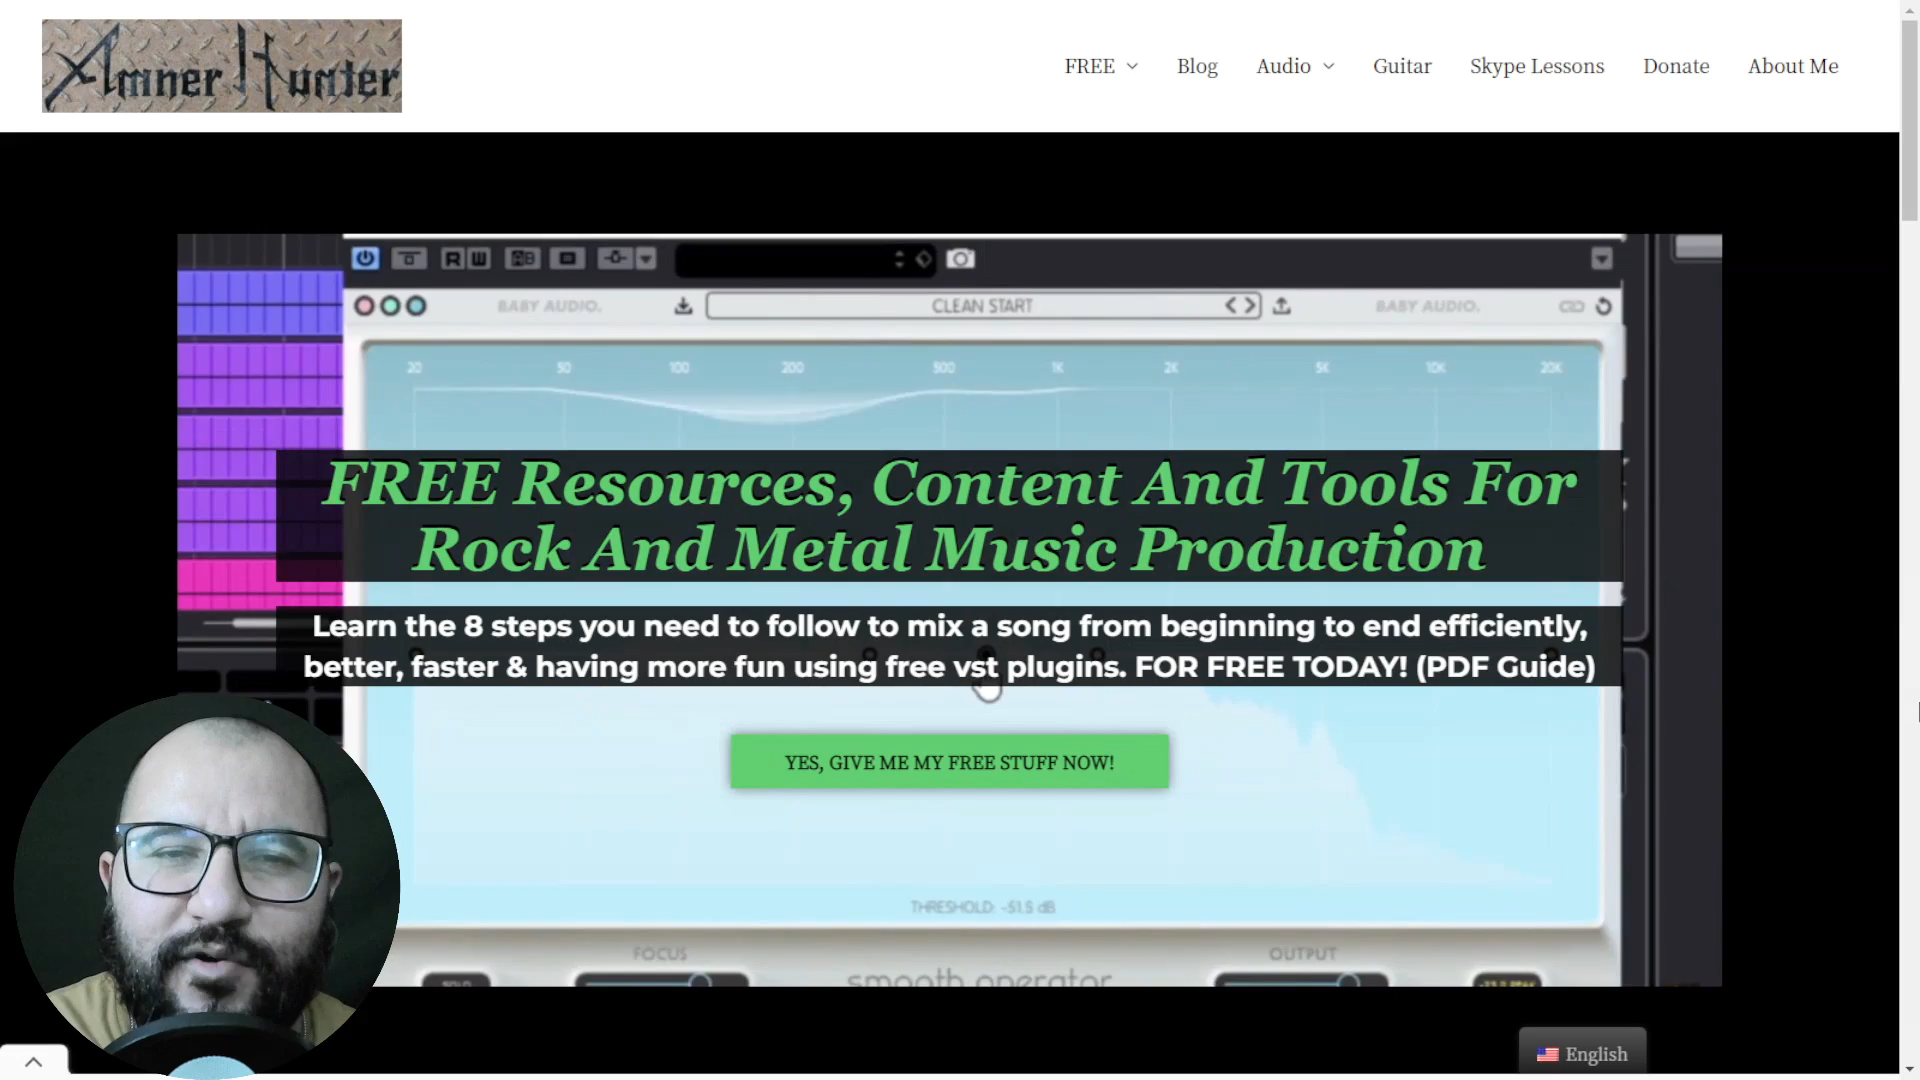 Amner Hunter
FREE Blog Audio Guitar Skype Lessons Donate About Me
R W
BABY AUDIO. CLEAN START BABY AUDIO.
20 50 100 200 500 1K 2K 5K 10K 20K
FREE Resources, Content And Tools For
Rock And Metal Music Production
Learn the 8 steps you need to follow to mix a song from beginning to end efficiently,
better, faster & having more fun using free vst plugins. FOR FREE TODAY! (PDF Guide)
YES, GIVE ME MY FREE STUFF NOW!
THRESHOLD: -51.5 dB
FOCUS OUTPUT
smooth operator
English